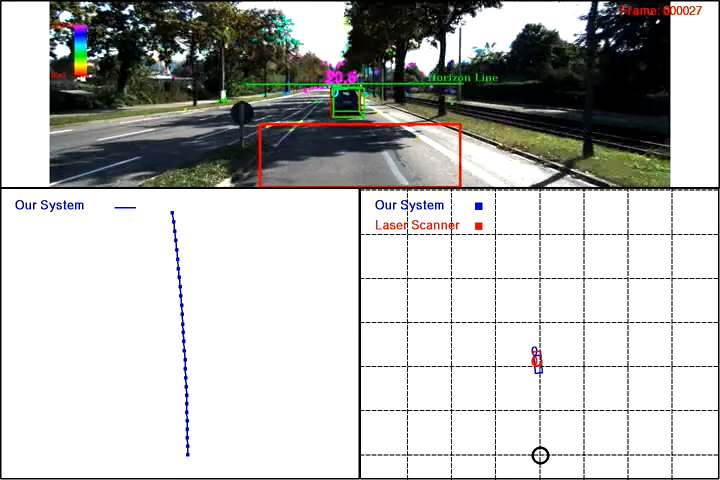 Frame: 000027
20.6
Horizon Line
Our System
Our System
Laser Scanner